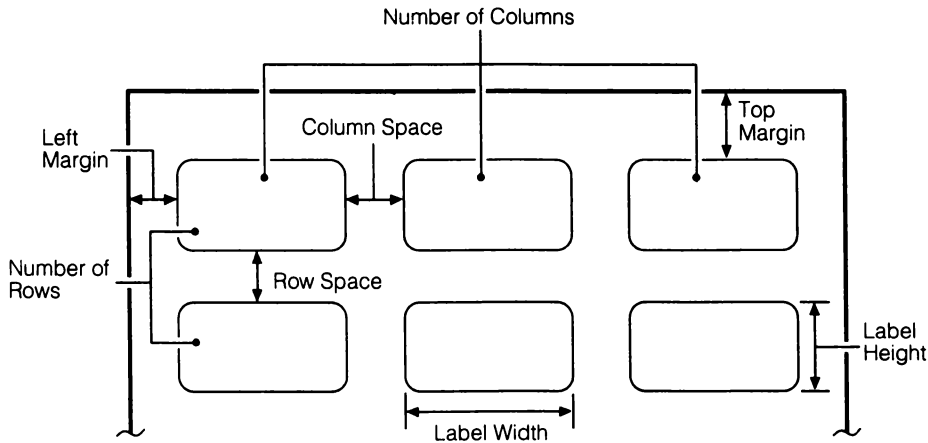 Number of Columns
Top
Margin
Column Space
Left
Margin
Number of
Rows
Row Space
Label
Height
Label Width